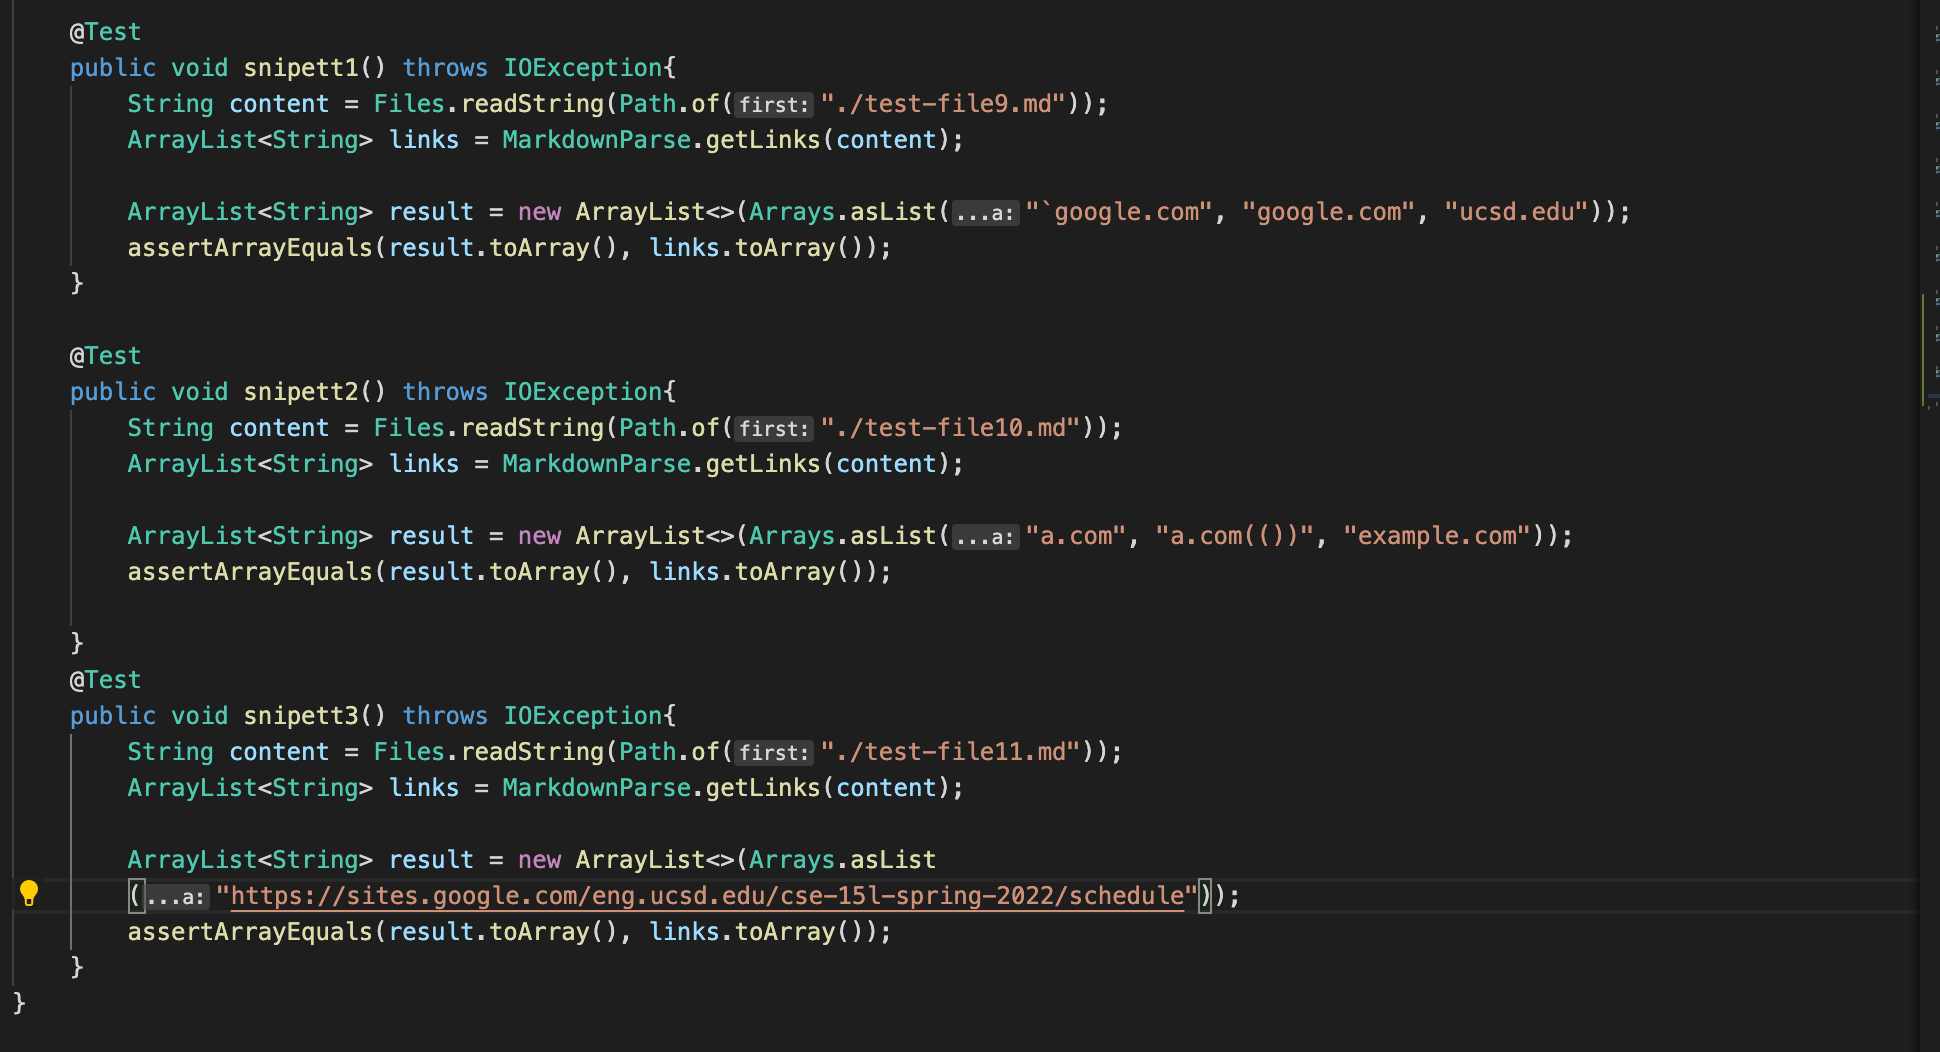 @Test
public void snipett1() throws IOException{
String content = Files.readString(Path.of(first: "./test-file9.md"));
ArrayList<String> links = MarkdownParse.getLinks(content);
ArrayList<String> result = new ArrayList<>(Arrays.asList(...a: "`google.com", "google.com", "ucsd.edu"));
assertArrayEquals(result.toArray(), links.toArray());
}
@Test
public void snipett2() throws IOException{
String content = Files.readString(Path.of(first: "./test-file10.md"));
ArrayList<String> links = MarkdownParse.getLinks(content);
ArrayList<String> result = new ArrayList<>(Arrays.asList(...a: "a.com", "a.com(())", "example.com"));
assertArrayEquals(result.toArray(), links.toArray());
}
@Test
public void snipett3() throws IOException{
String content = Files.readString(Path.of(first: "./test-file11.md"));
ArrayList<String> links = MarkdownParse.getLinks(content);
ArrayList<String> result = new ArrayList<>(Arrays.asList
(...a: "https://sites.google.com/eng.ucsd.edu/cse-15l-spring-2022/schedule"));
assertArrayEquals(result.toArray(), links.toArray());
}
}